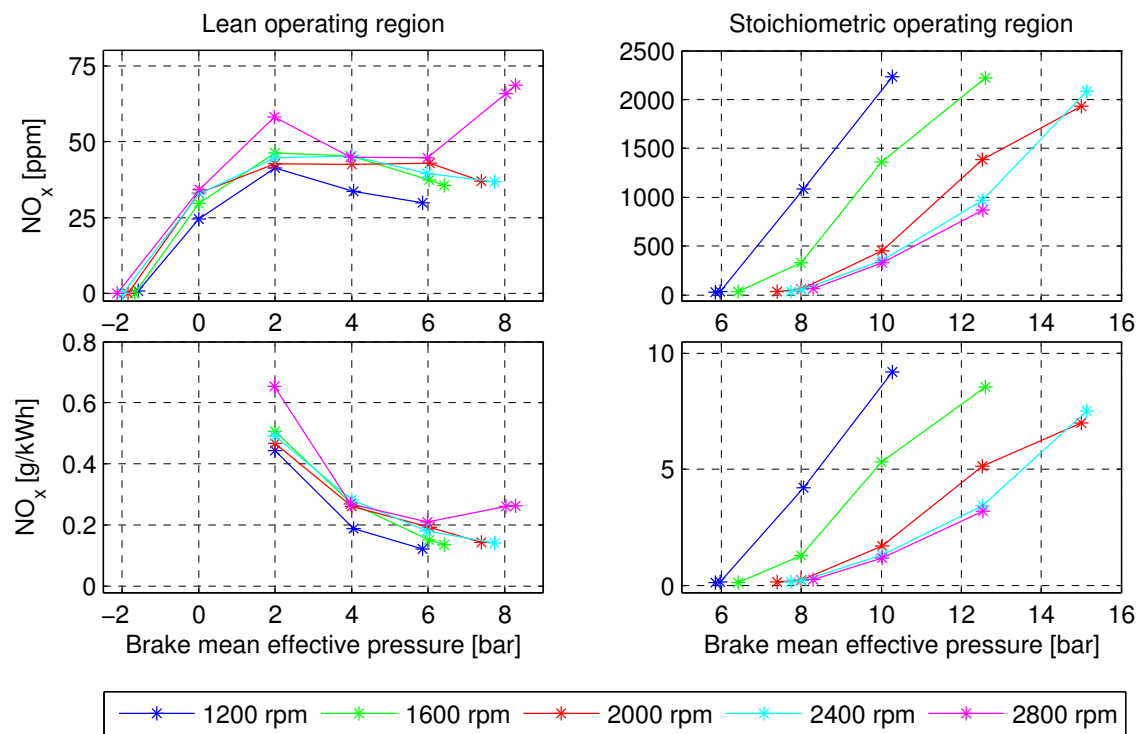 Lean operating region
Stoichiometric operating region
NOx [ppm]
75
50
25
0
−2 0 2 4 6 8
2500
2000
1500
1000
500
0
6 8 10 12 14 16
NOx [g/kWh]
0.8
0.6
0.4
0.2
0
−2 0 2 4 6 8
Brake mean effective pressure [bar]
10
5
0
6 8 10 12 14 16
Brake mean effective pressure [bar]
1200 rpm 1600 rpm 2000 rpm 2400 rpm 2800 rpm